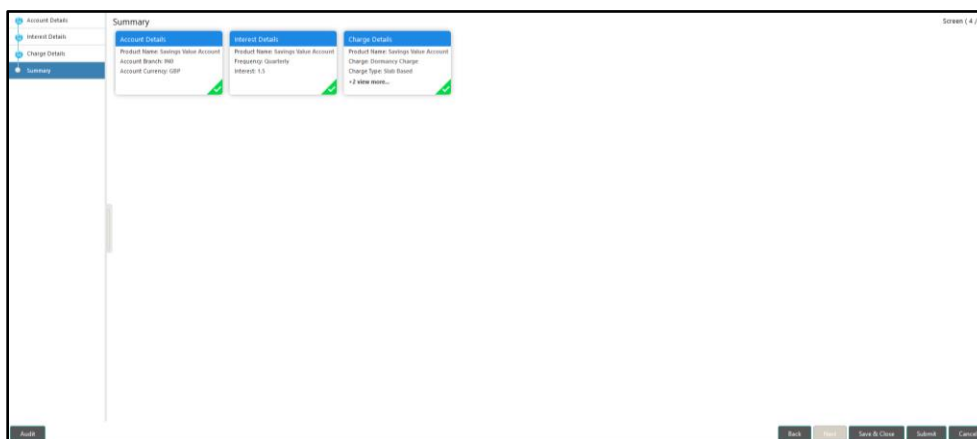 Account Details
Interest Details
Charge Details
Summary
Summary
Screen ( 4 /
Account Details
Product Name: Savings Value Account
Account Branch:
Account Currency: GBP
Interest Details
Product Name: Savings Value Account
Frequency: Quarterly
Interest: 1.5
Charge Details
Product Name: Savings Value Account
Charge: Dormancy Charge
Charge Type: Slab Based
+2 view more...
Audit
Back
Next
Save & Close
Submit
Cance